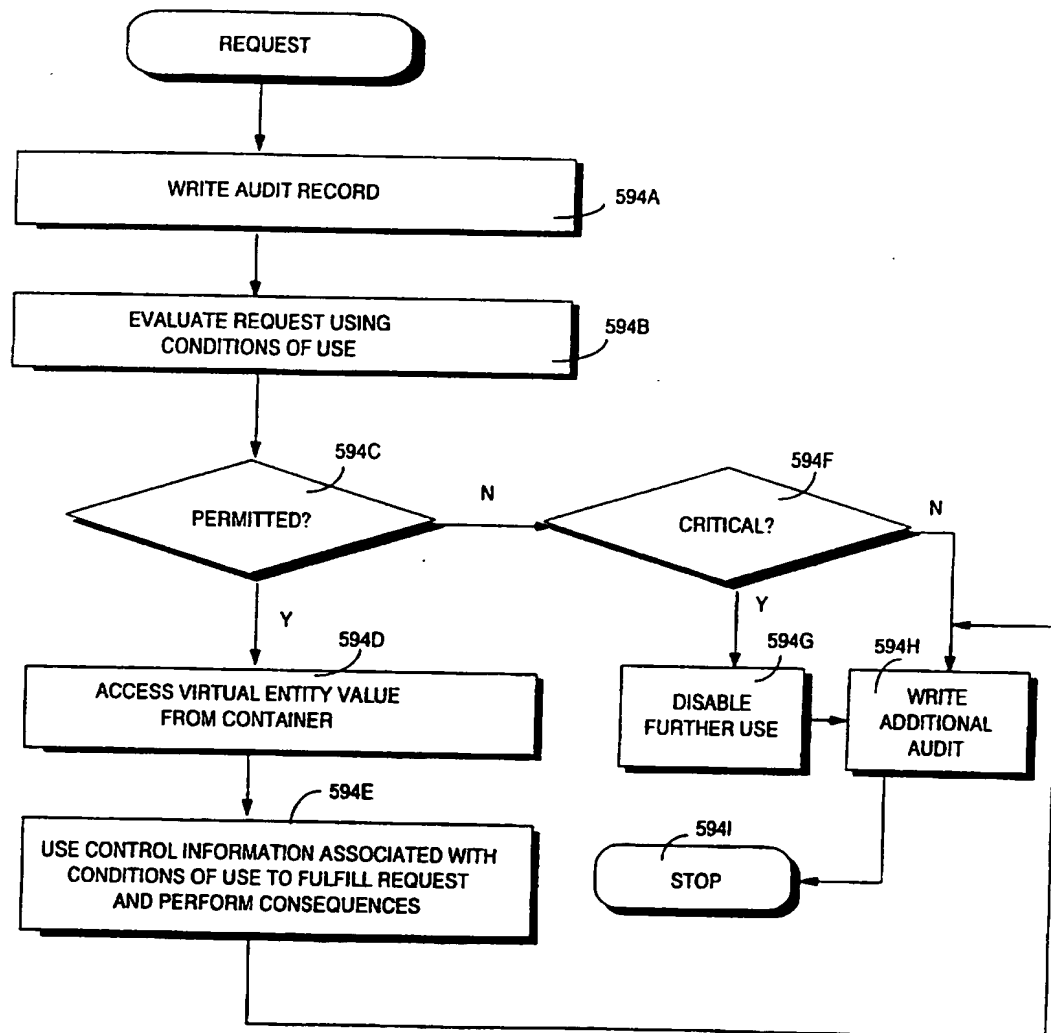 REQUEST
WRITE AUDIT RECORD
594A
EVALUATE REQUEST USING
CONDITIONS OF USE
594B
594C
PERMITTED?
N
594F
CRITICAL?
N
Y
Y
594D
ACCESS VIRTUAL ENTITY VALUE
FROM CONTAINER
594G
DISABLE
FURTHER USE
594H
WRITE
ADDITIONAL
AUDIT
594E
USE CONTROL INFORMATION ASSOCIATED WITH
CONDITIONS OF USE TO FULFILL REQUEST
AND PERFORM CONSEQUENCES
594I
STOP